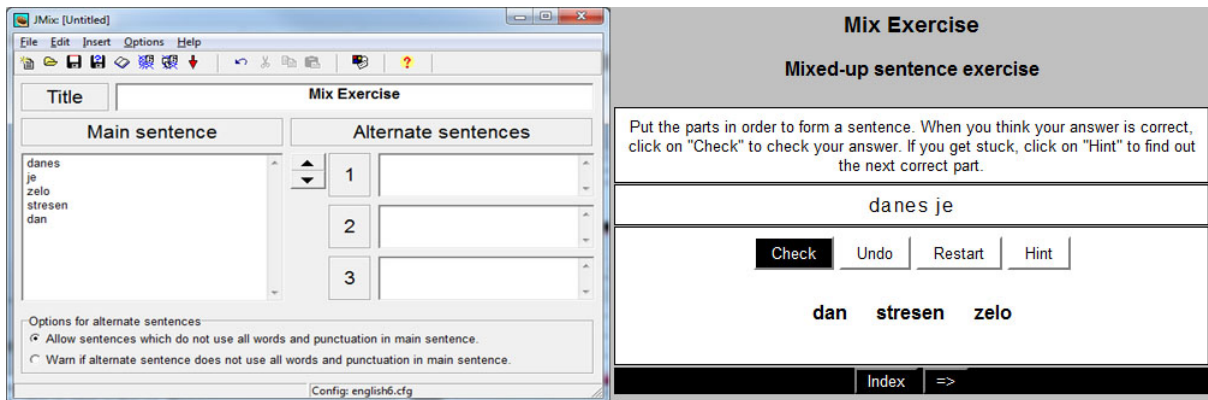 JMix: [Untitled]
File Edit Insert Options Help
Title
Mix Exercise
Main sentence
Alternate sentences
danes
je
zelo
stresen
dan
1
2
3
Options for alternate sentences
Allow sentences which do not use all words and punctuation in main sentence.
Warn if alternate sentence does not use all words and punctuation in main sentence.
Config: english6.cfg
Mix Exercise
Mixed-up sentence exercise
Put the parts in order to form a sentence. When you think your answer is correct,
click on "Check" to check your answer. If you get stuck, click on "Hint" to find out
the next correct part.
danes je
Check Undo Restart Hint
dan stresen zelo
Index =>